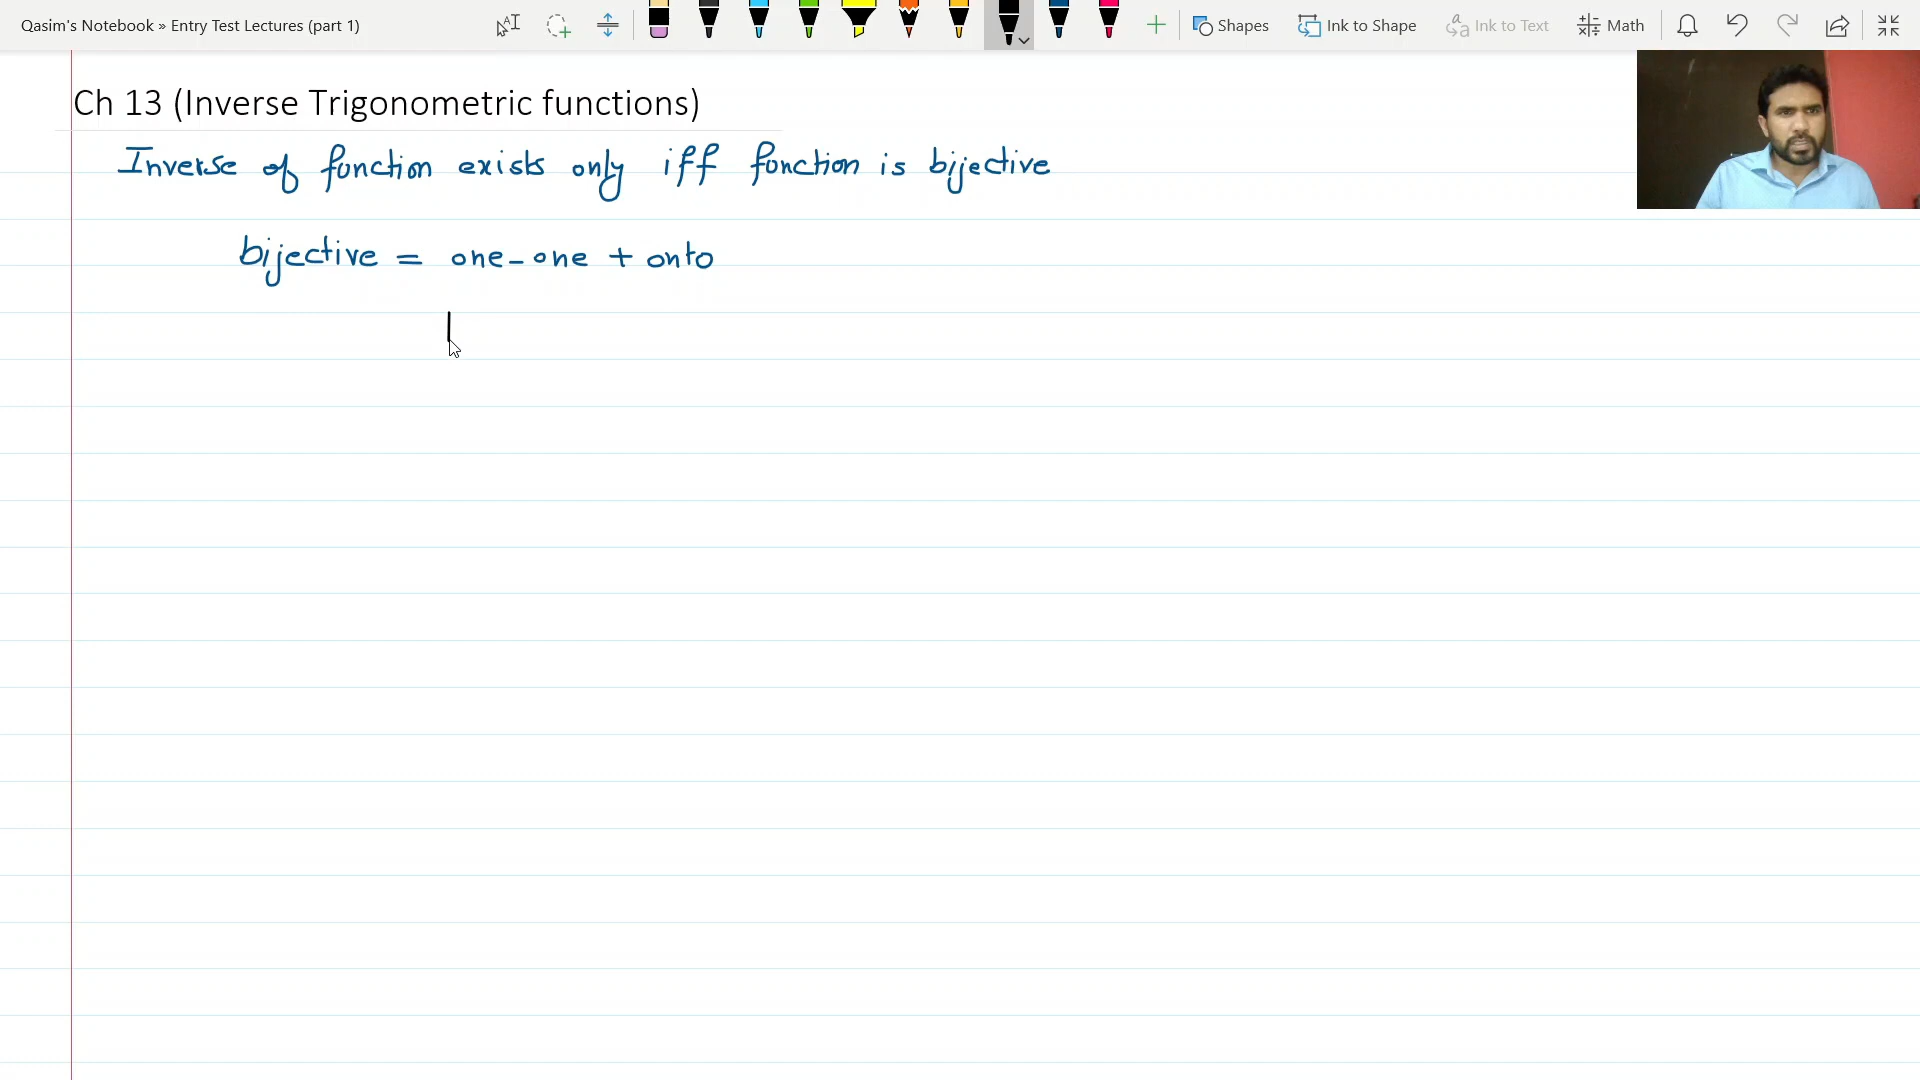 Qasim's Notebook » Entry Test Lectures (part 1) Shapes Ink to Shape Ink to Text Math
Ch 13 (Inverse Trigonometric functions)
Inverse of function exists only iff function is bijective
bijective = one-one + onto